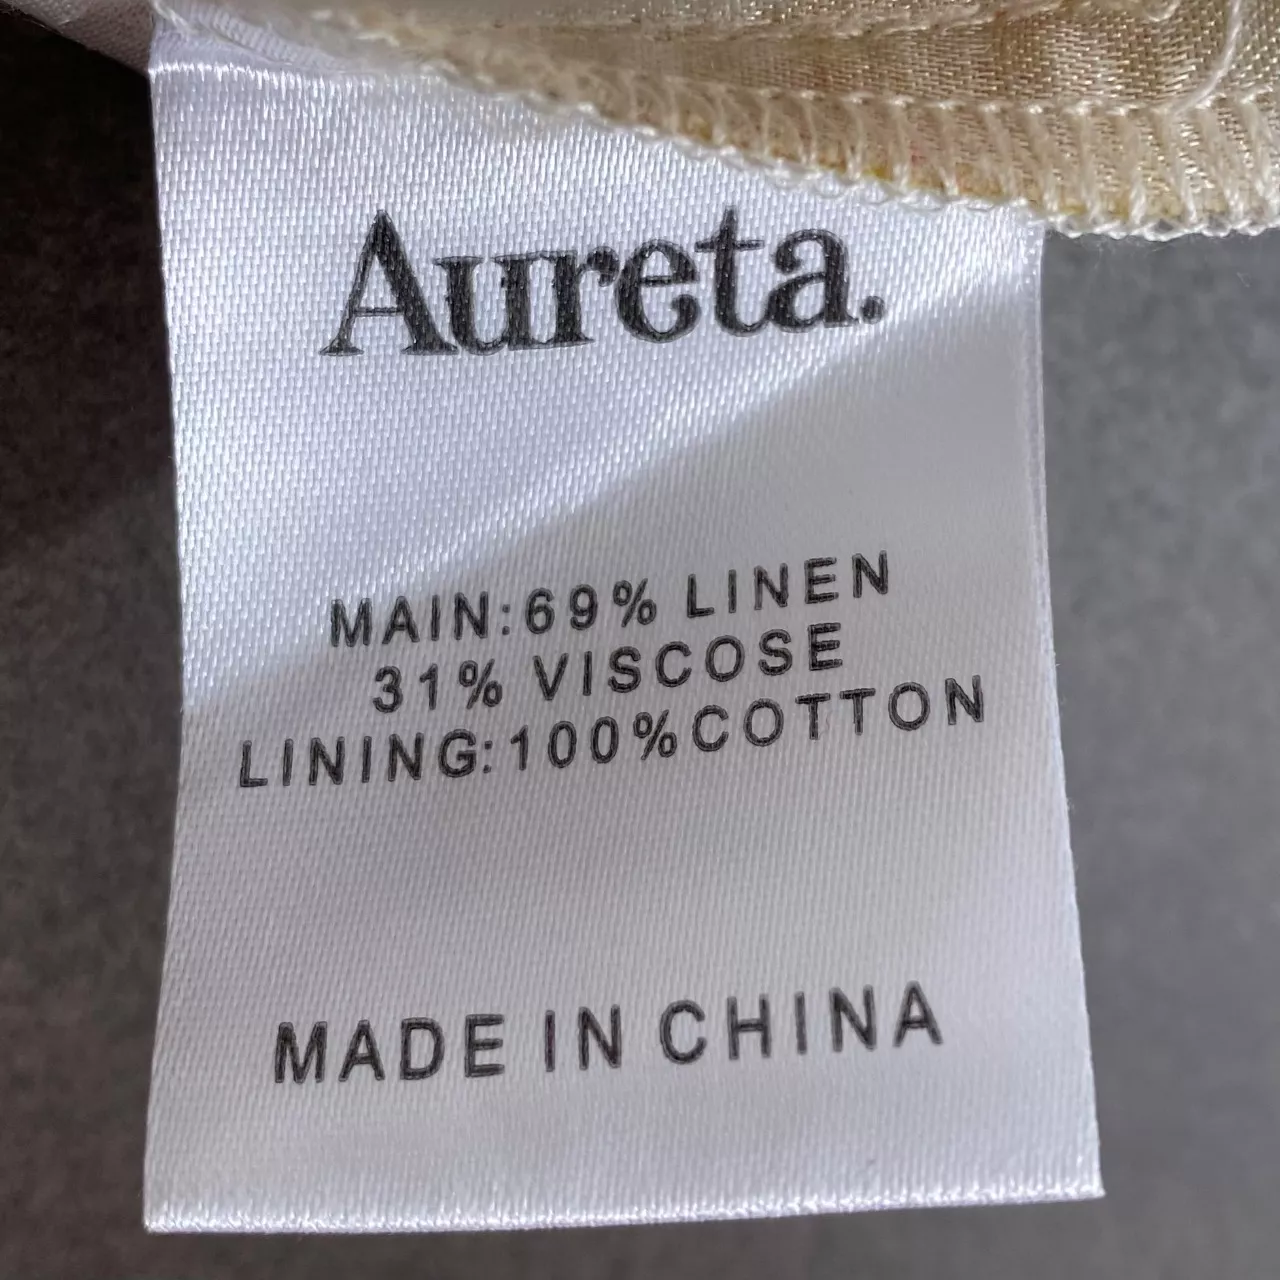 Aureta.
MAIN:69% LINEN
31% VISCOSE
LINING:100%COTTON
MADE IN CHINA